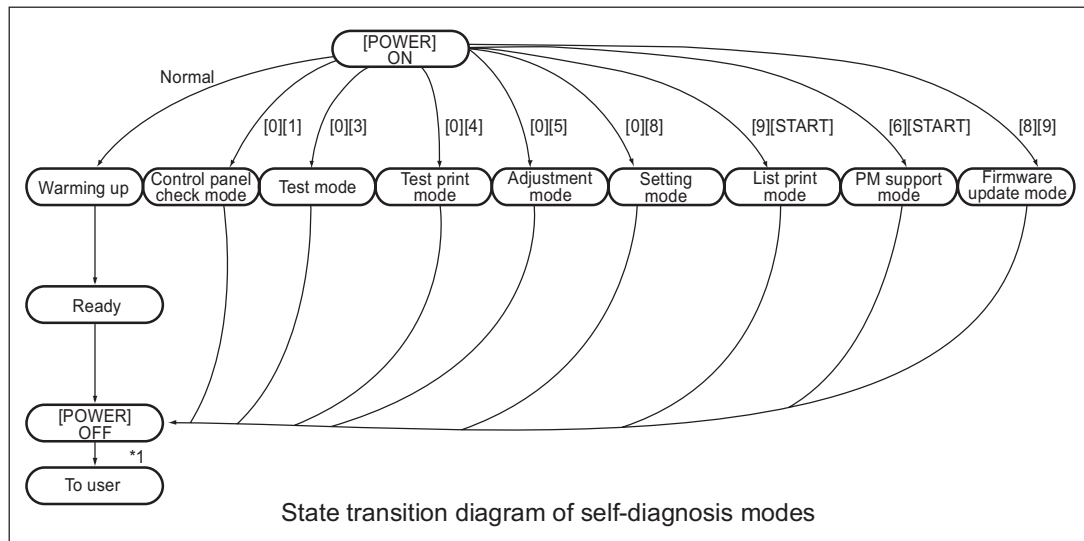 [POWER]
ON
Normal
[0][1]
[0][3]
[0][4]
[0][5]
[0][8]
[9][START]
[6][START]
[8][9]
Warming up
Control panel
check mode
Test mode
Test print
mode
Adjustment
mode
Setting
mode
List print
mode
PM support
mode
Firmware
update mode
Ready
[POWER]
OFF
*1
To user
State transition diagram of self-diagnosis modes